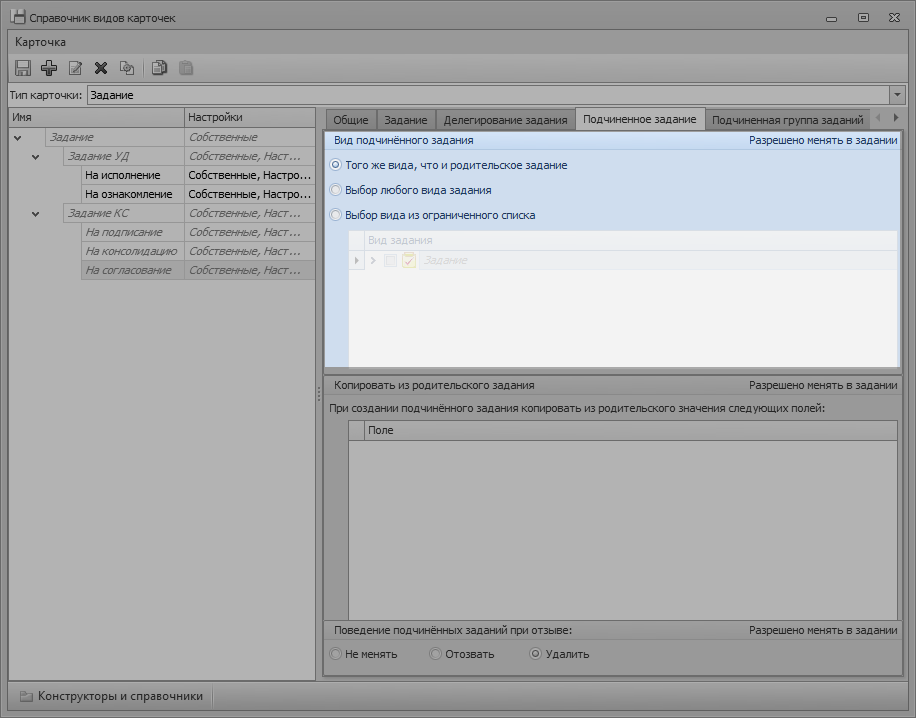 Справочник видов карточек
Карточка
Тип карточки: Задание
Имя Настройки
Задание Собственные
Задание УД Собственные, Наст...
На исполнение Собственные, Настро...
На ознакомление Собственные, Настро...
Задание КС Собственные, Наст...
На подписание Собственные, Наст...
На консолидацию Собственные, Наст...
На согласование Собственные, Наст...
Общие Задание Делегирование задания Подчиненное задание Подчиненная группа заданий
Вид подчинённого задания Разрешено менять в задании
Того же вида, что и родительское задание
Выбор любого вида задания
Выбор вида из ограниченного списка
Вид задания
Задание
Копировать из родительского задания Разрешено менять в задании
При создании подчинённого задания копировать из родительского значения следующих полей:
Поле
Поведение подчинённых заданий при отзыве: Разрешено менять в задании
Не менять Отозвать Удалить
Конструкторы и справочники